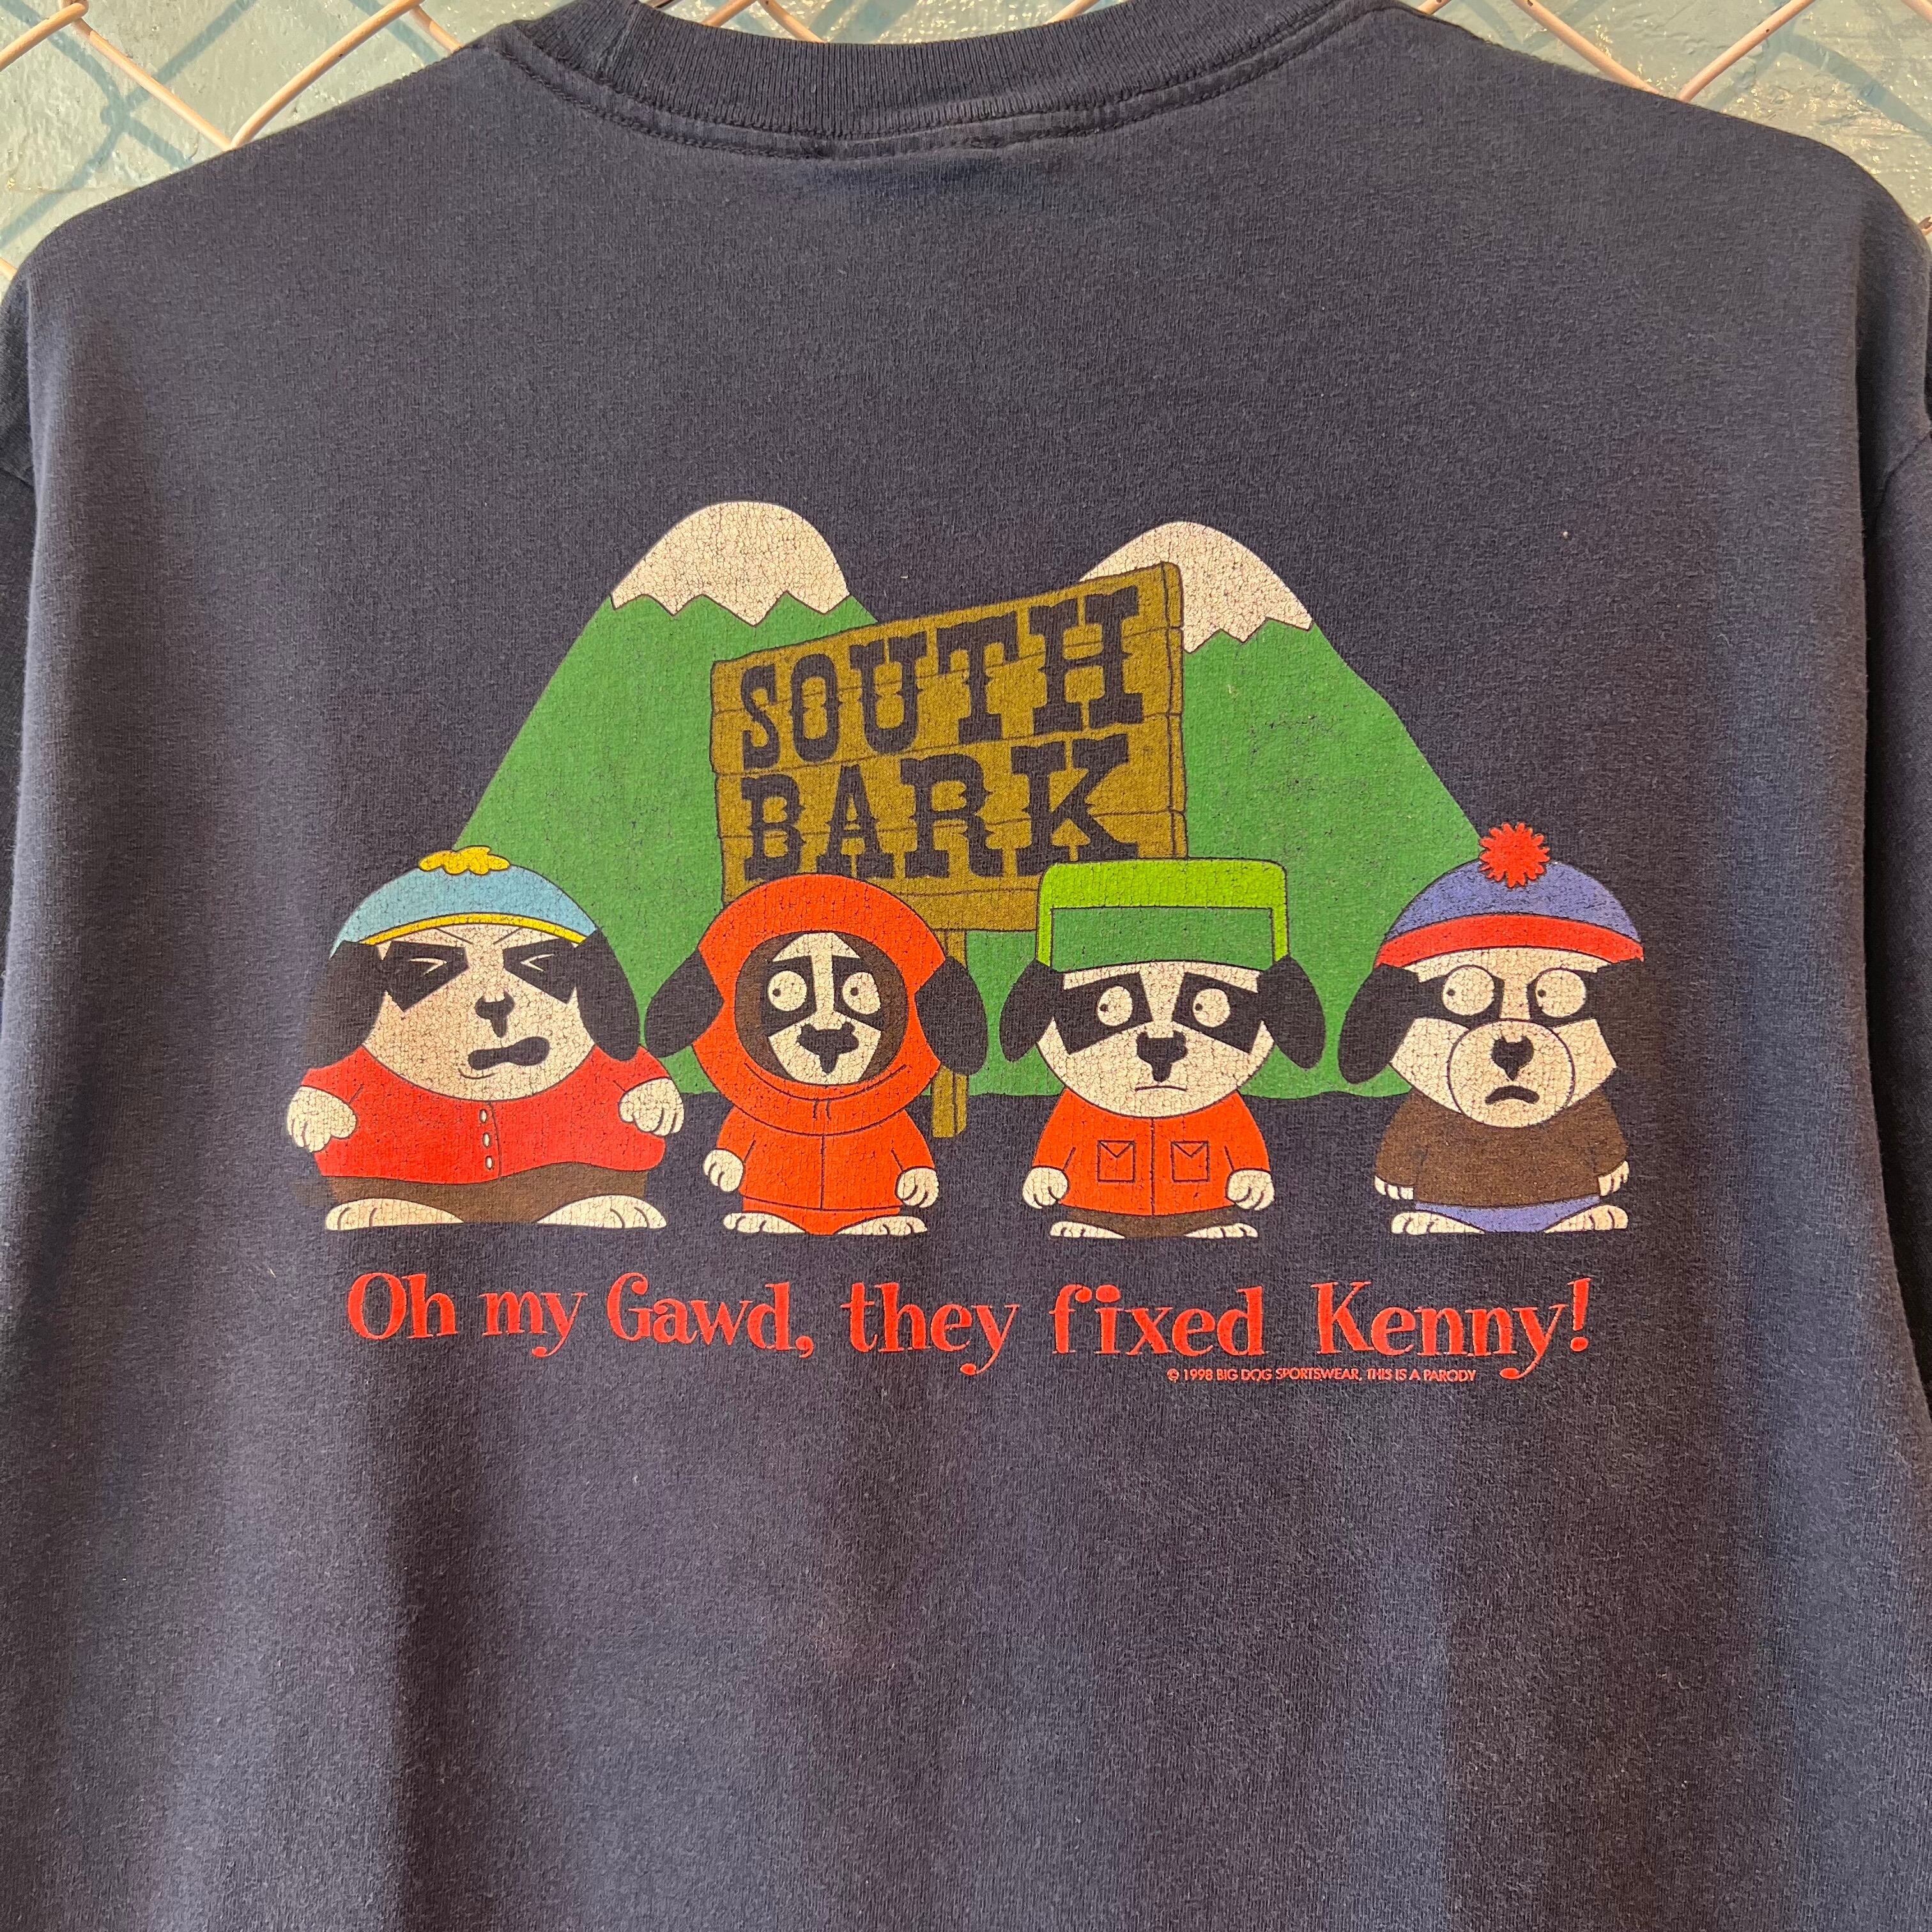 SOUTH
BARK
Oh my Gawd, they fixed Kenny!
© 1998 BIG DOG SPORTSWEAR, THIS IS A PARODY